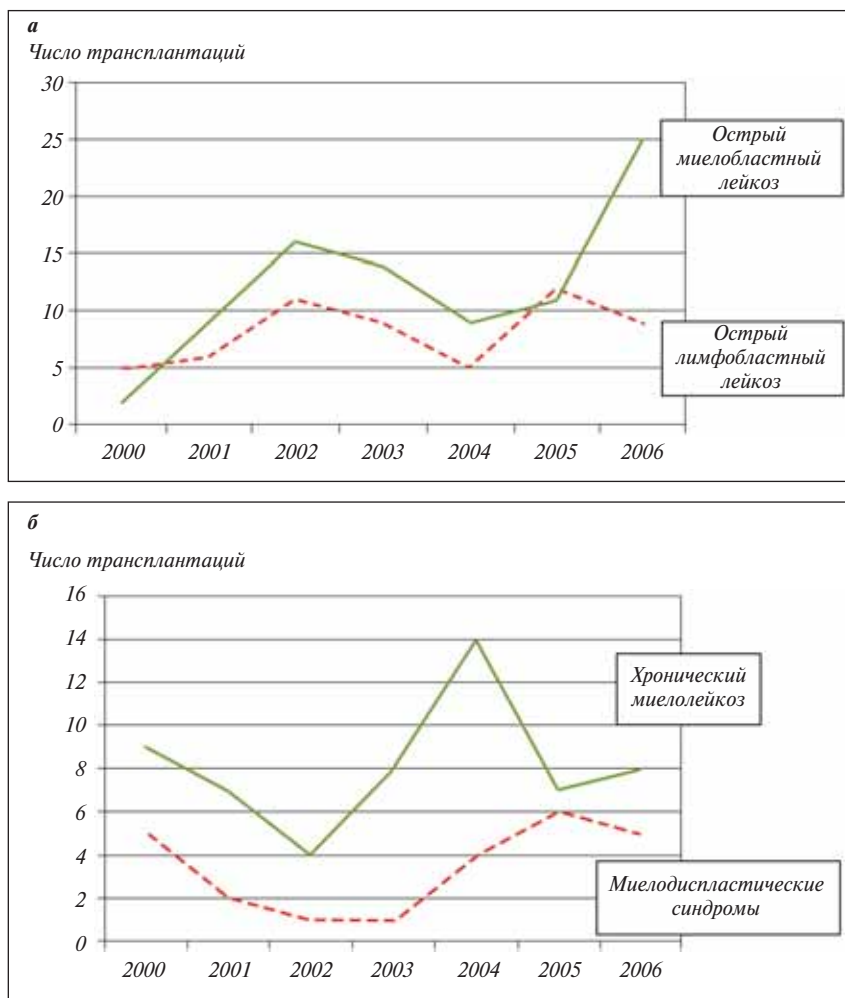 а
Число трансплантаций
30
25
20
15
10
5
0
Острый
миелобластный
лейкоз
Острый
лимфобластный
лейкоз
2000 2001 2002 2003 2004 2005 2006
б
Число трансплантаций
16
14
12
10
8
6
4
2
0
Хронический
миелолейкоз
Миелодиспластические
синдромы
2000 2001 2002 2003 2004 2005 2006